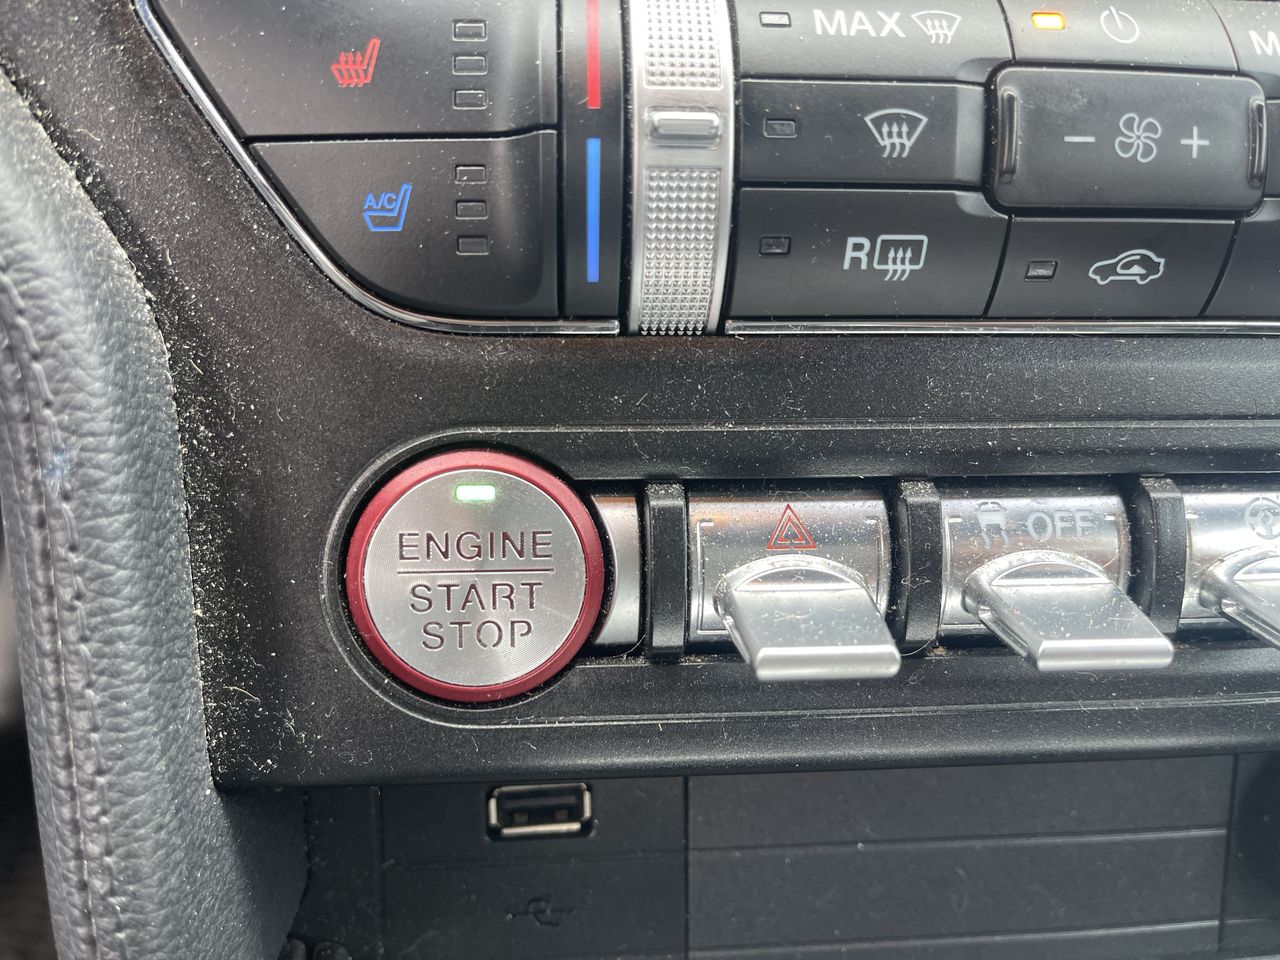 MAX
A/C
R
ENGINE
START
STOP
OFF